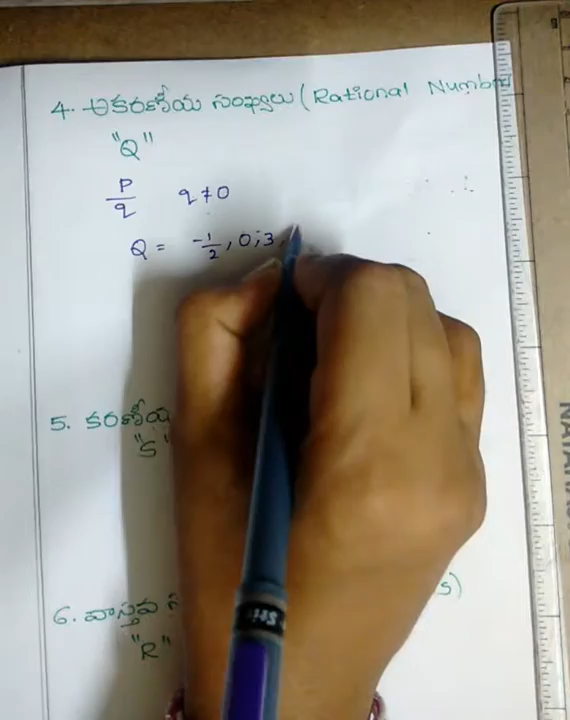 4. అకరణీయ సంఖ్యలు (Rational Numbers
"Q"
P/q q≠0
Q = -1/2, 0, 3,
5. కరణీయ
"S"
s)
6. వాస్తవ
"R"